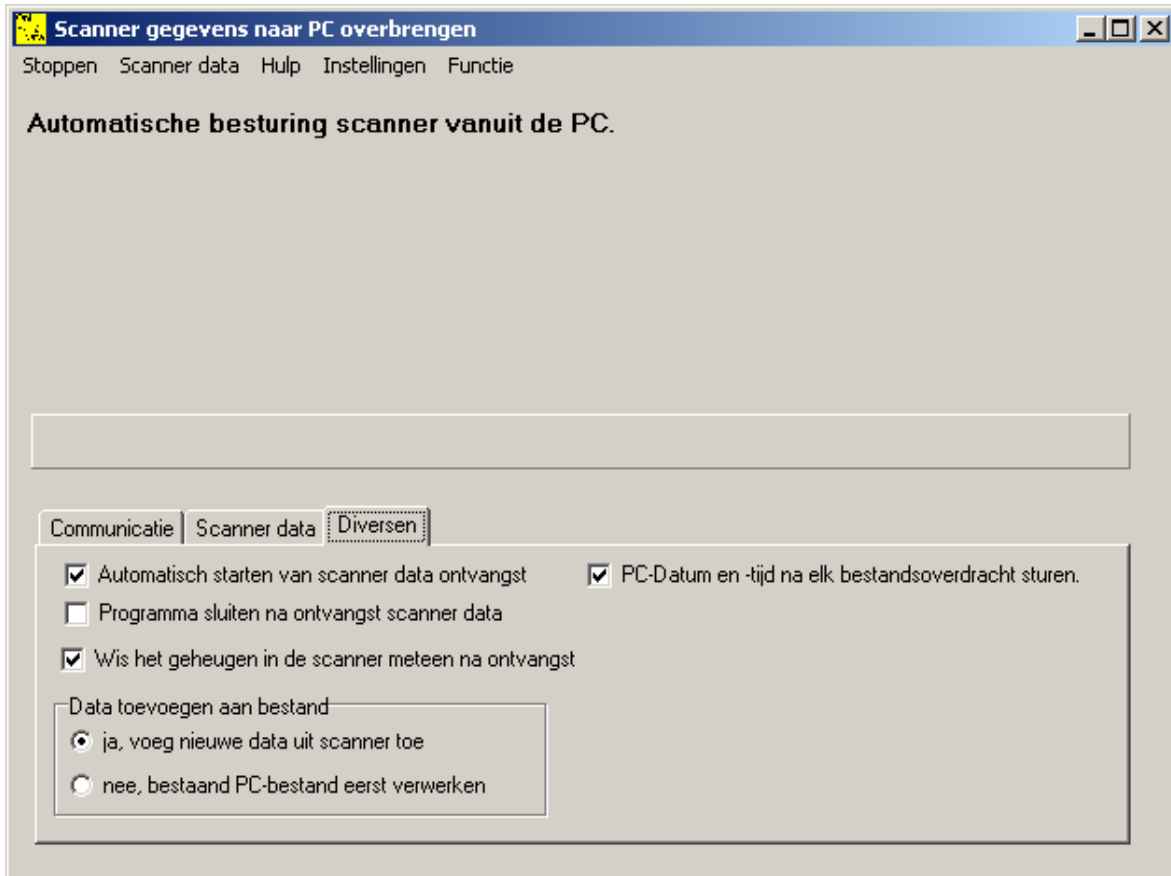 Scanner gegevens naar PC overbrengen
Stoppen Scanner data Hulp Instellingen Functie
Automatische besturing scanner vanuit de PC.
Communicatie Scanner data Diversen
Automatisch starten van scanner data ontvangst PC-Datum en -tijd na elk bestandsoverdracht sturen.
Programma sluiten na ontvangst scanner data
Wis het geheugen in de scanner meteen na ontvangst
Data toevoegen aan bestand
ja, voeg nieuwe data uit scanner toe
nee, bestaand PC-bestand eerst verwerken